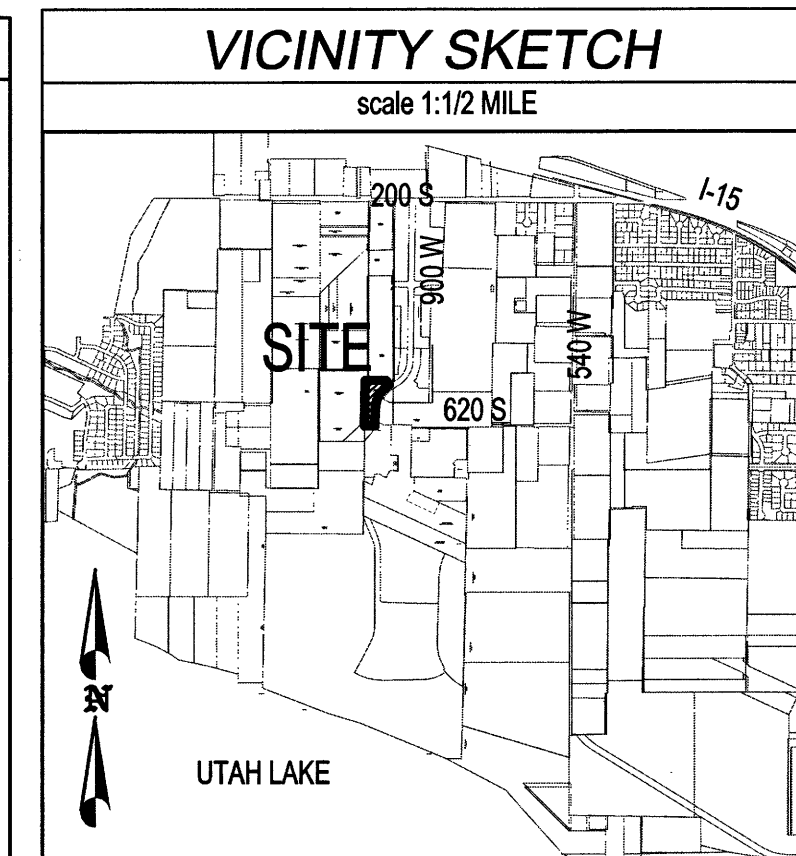 VICINITY SKETCH
scale 1:1/2 MILE
I-15
200 S
900 W
SITE
540 W
620 S
N
UTAH LAKE